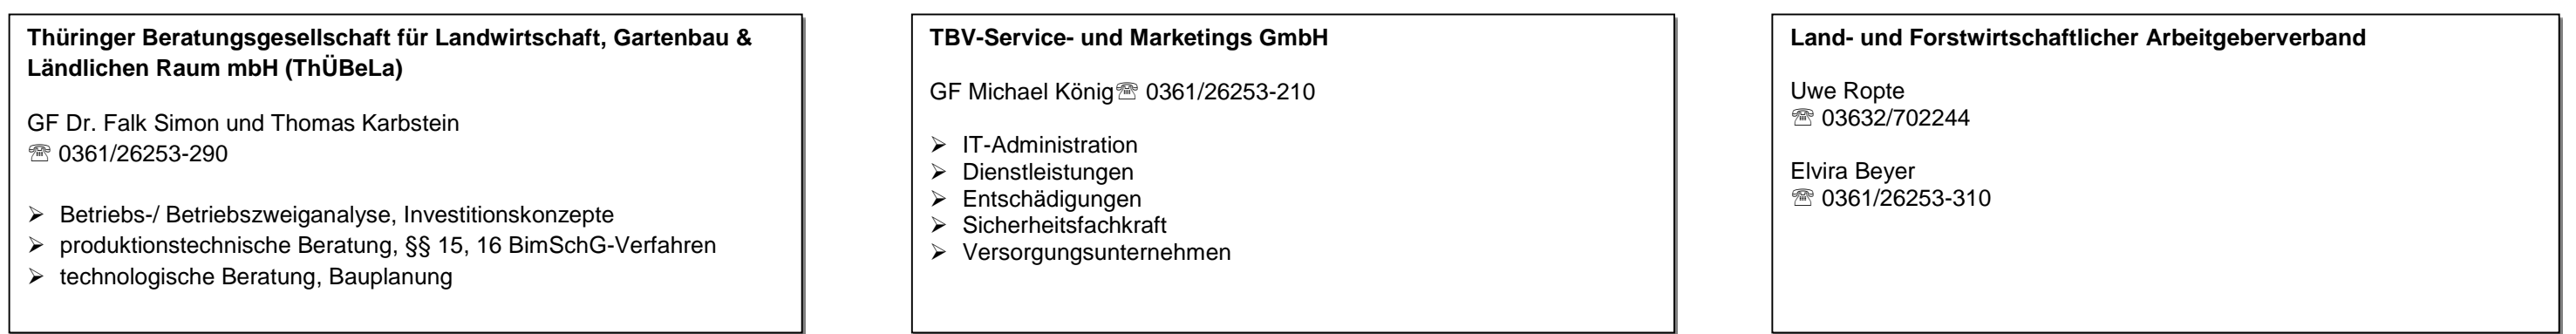 Thüringer Beratungsgesellschaft für Landwirtschaft, Gartenbau &
Ländlichen Raum mbH (ThÜBeLa)
GF Dr. Falk Simon und Thomas Karbstein
☏ 0361/26253-290
➢ Betriebs-/ Betriebszweiganalyse, Investitionskonzepte
➢ produktionstechnische Beratung, §§ 15, 16 BimSchG-Verfahren
➢ technologische Beratung, Bauplanung
TBV-Service- und Marketings GmbH
GF Michael König☏ 0361/26253-210
➢ IT-Administration
➢ Dienstleistungen
➢ Entschädigungen
➢ Sicherheitsfachkraft
➢ Versorgungsunternehmen
Land- und Forstwirtschaftlicher Arbeitgeberverband
Uwe Ropte
☏ 03632/702244
Elvira Beyer
☏ 0361/26253-310